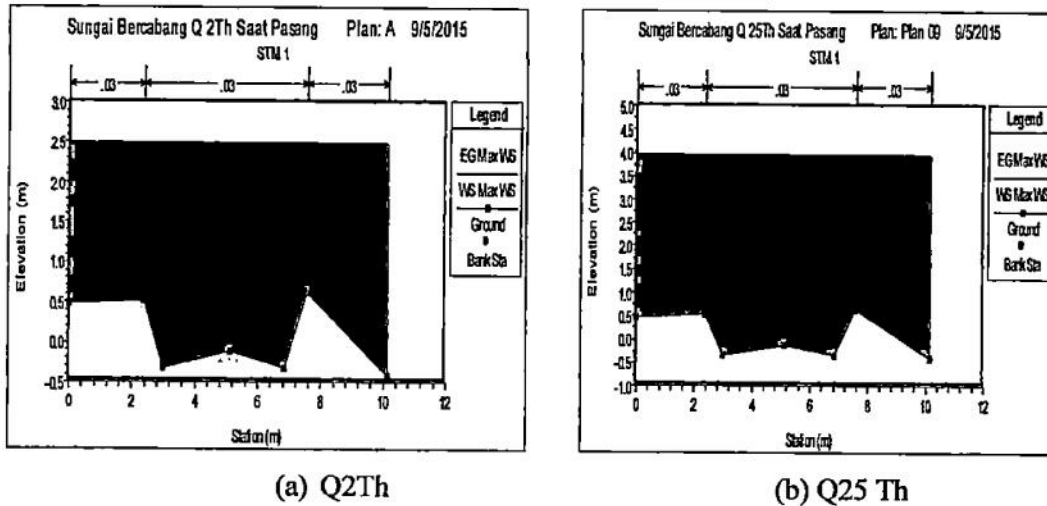 Sungai Bercabang Q 2Th Saat Pasang Plan: A 9/5/2015
STM 1
.03 .03 .03
3.0
2.5
2.0
1.5
1.0
0.5
0.0
-0.5
Elevation (m)
0 2 4 6 8 10 12
Station (m)
Legend
EG Max WS
WS Max WS
Ground
Bank Sta
(a) Q2Th
Sungai Bercabang Q 25Th Saat Pasang Plan: Plan 09 9/5/2015
STM 1
.03 .03 .03
5.0
4.5
4.0
3.5
3.0
2.5
2.0
1.5
1.0
0.5
0.0
-0.5
-1.0
Elevation (m)
0 2 4 6 8 10 12
Station (m)
Legend
EG Max WS
WS Max WS
Ground
Bank Sta
(b) Q25 Th